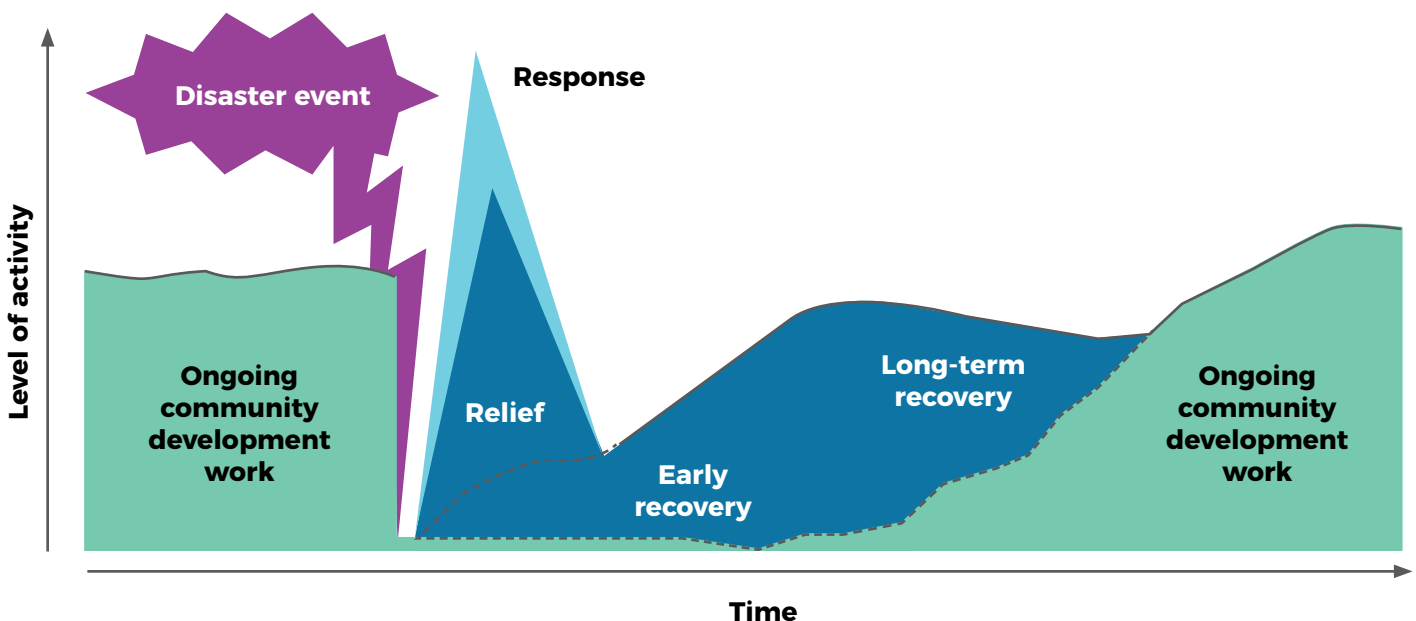 Level of activity
Disaster event
Response
Ongoing
community
development
work
Relief
Early
recovery
Long-term
recovery
Ongoing
community
development
work
Time